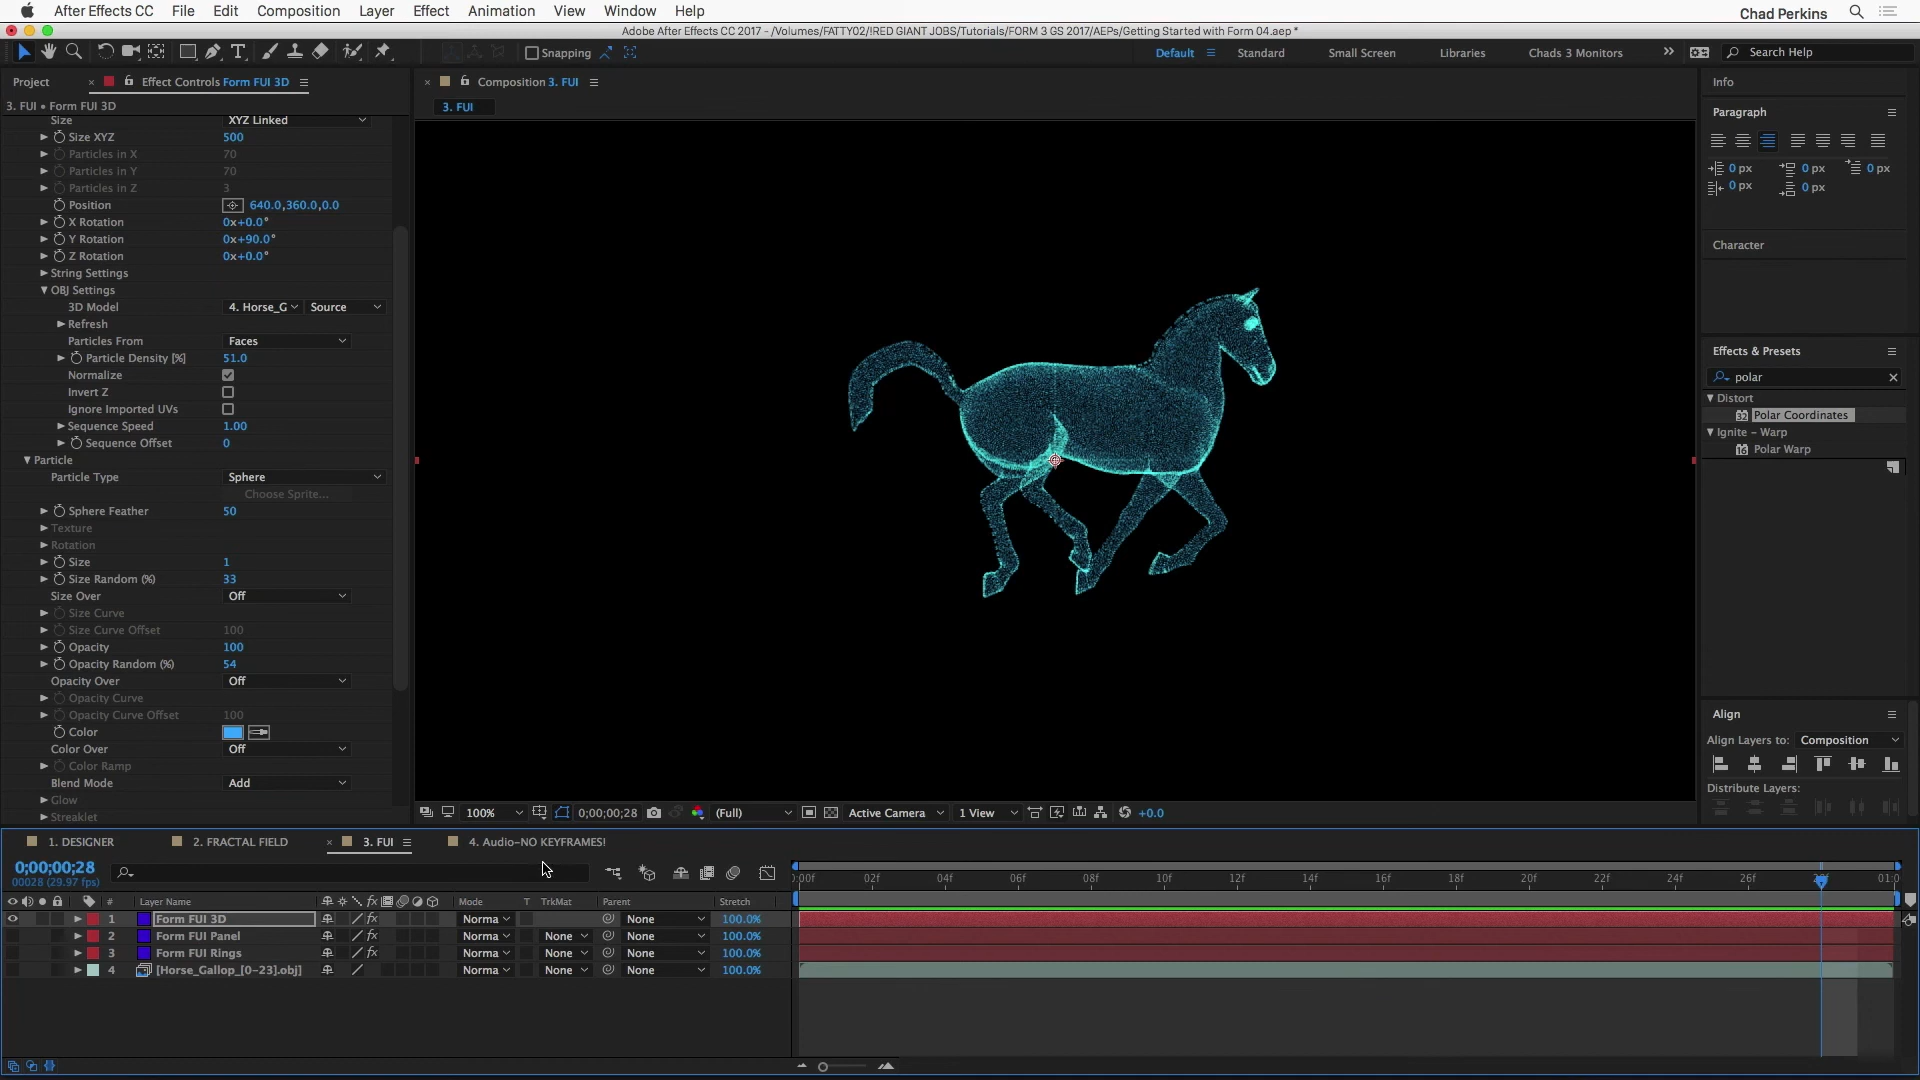 After Effects CC File Edit Composition Layer Effect Animation View Window Help Chad Perkins
Adobe After Effects CC 2017 - /Volumes/FATTY02/!RED GIANT JOBS/Tutorials/FORM 3 GS 2017/AEPs/Getting Started with Form 04.aep *
Snapping Default Standard Small Screen Libraries Chads 3 Monitors Search Help
Project Effect Controls Form FUI 3D Composition 3. FUI Info
3. FUI • Form FUI 3D 3. FUI Paragraph
Size XYZ Linked
Size XYZ 500
Particles in X 70
Particles in Y 70
Particles in Z 3
0 px 0 px 0 px
0 px 0 px
Position 640.0,360.0,0.0
X Rotation 0x+0.0°
Y Rotation 0x+90.0°
Z Rotation 0x+0.0°
Character
String Settings
OBJ Settings
3D Model 4. Horse_G Source
Refresh
Particles From Faces
Particle Density [%] 51.0
Normalize
Invert Z
Ignore Imported UVs
Sequence Speed 1.00
Sequence Offset 0
Effects & Presets
polar
Distort
32 Polar Coordinates
Ignite – Warp
16 Polar Warp
Particle
Particle Type Sphere
Choose Sprite...
Sphere Feather 50
Texture
Rotation
Size 1
Size Random (%) 33
Size Over Off
Size Curve
Size Curve Offset 100
Opacity 100
Opacity Random (%) 54
Opacity Over Off
Opacity Curve
Opacity Curve Offset 100
Color
Color Over Off
Color Ramp
Blend Mode Add
Glow
Streaklet
Align
Align Layers to: Composition
Distribute Layers:
100% 0;00;00;28 (Full) Active Camera 1 View +0.0
1. DESIGNER 2. FRACTAL FIELD 3. FUI 4. Audio-NO KEYFRAMES!
0;00;00;28
00028 (29.97 fps)
:00f 02f 04f 06f 08f 10f 12f 14f 16f 18f 20f 22f 24f 26f 01:0
# Layer Name Mode T TrkMat Parent Stretch
1 Form FUI 3D fx Norma None 100.0%
2 Form FUI Panel fx Norma None None 100.0%
3 Form FUI Rings fx Norma None None 100.0%
4 [Horse_Gallop_[0-23].obj] Norma None None 100.0%